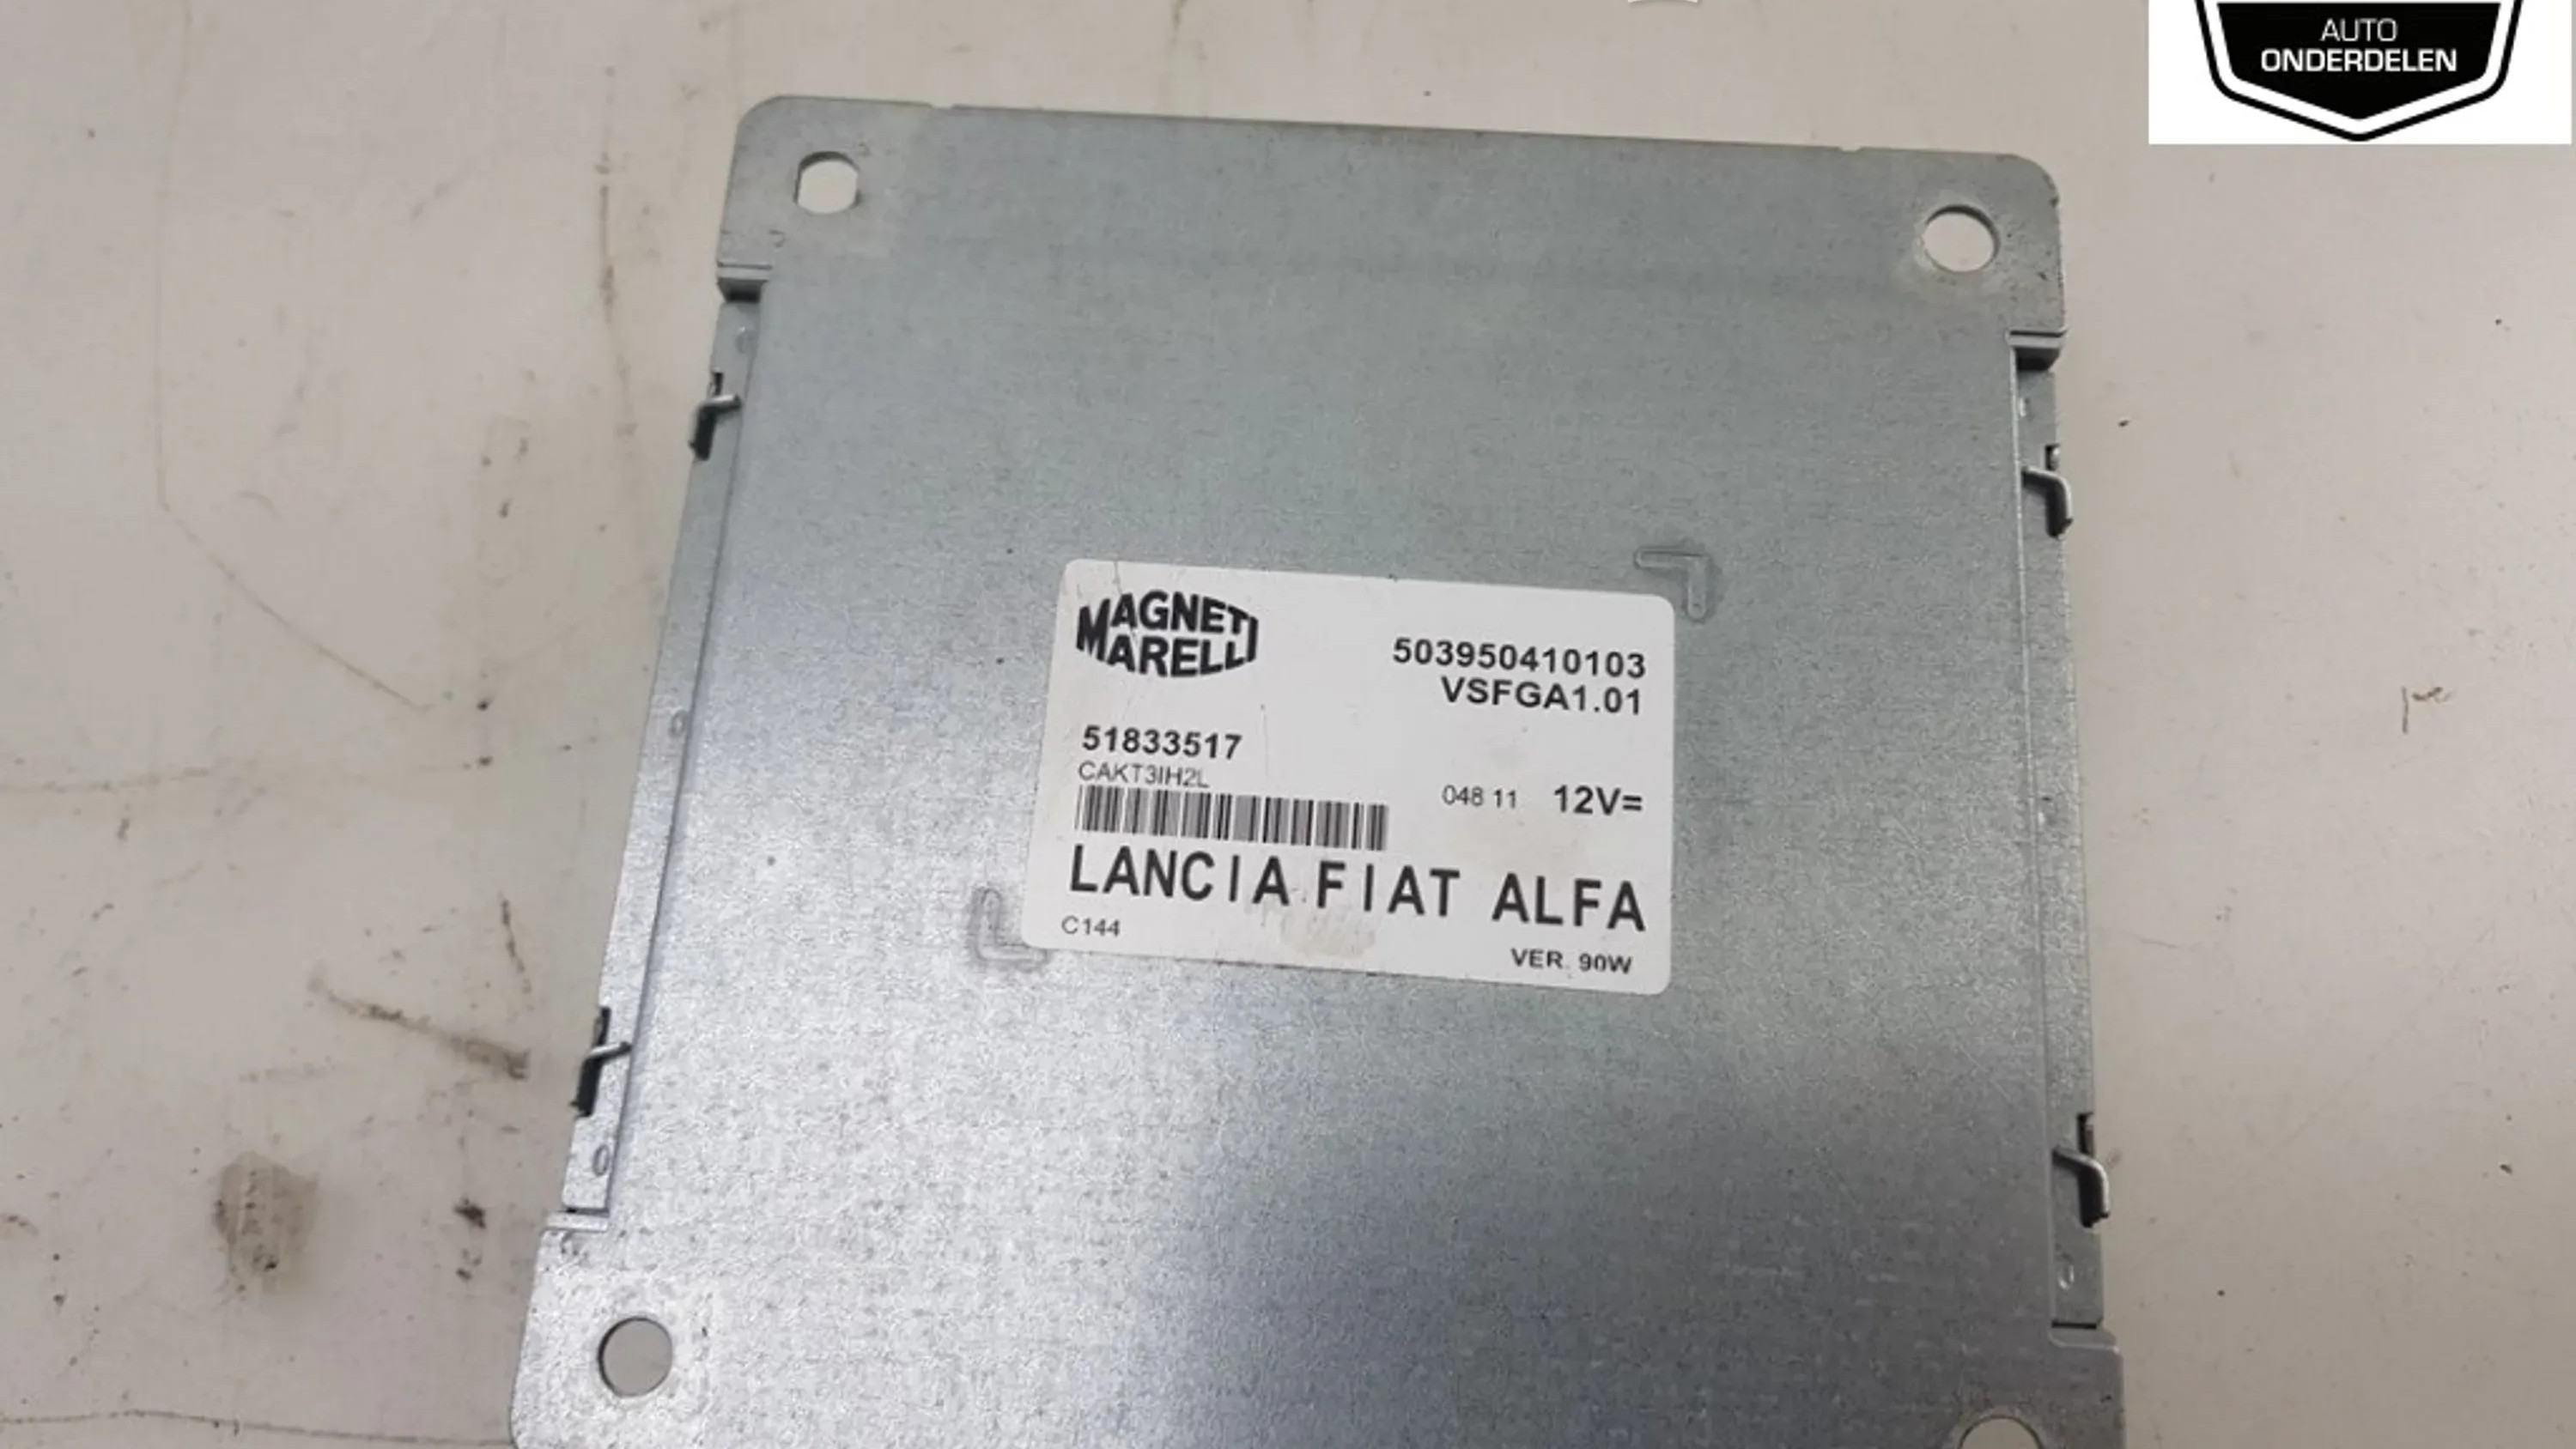 AUTO
ONDERDELEN
MAGNETI
MARELLI
503950410103
VSFGA1.01
51833517
CAKT3IH2L
048 11 12V=
LANCIA FIAT ALFA
C144
VER. 90W